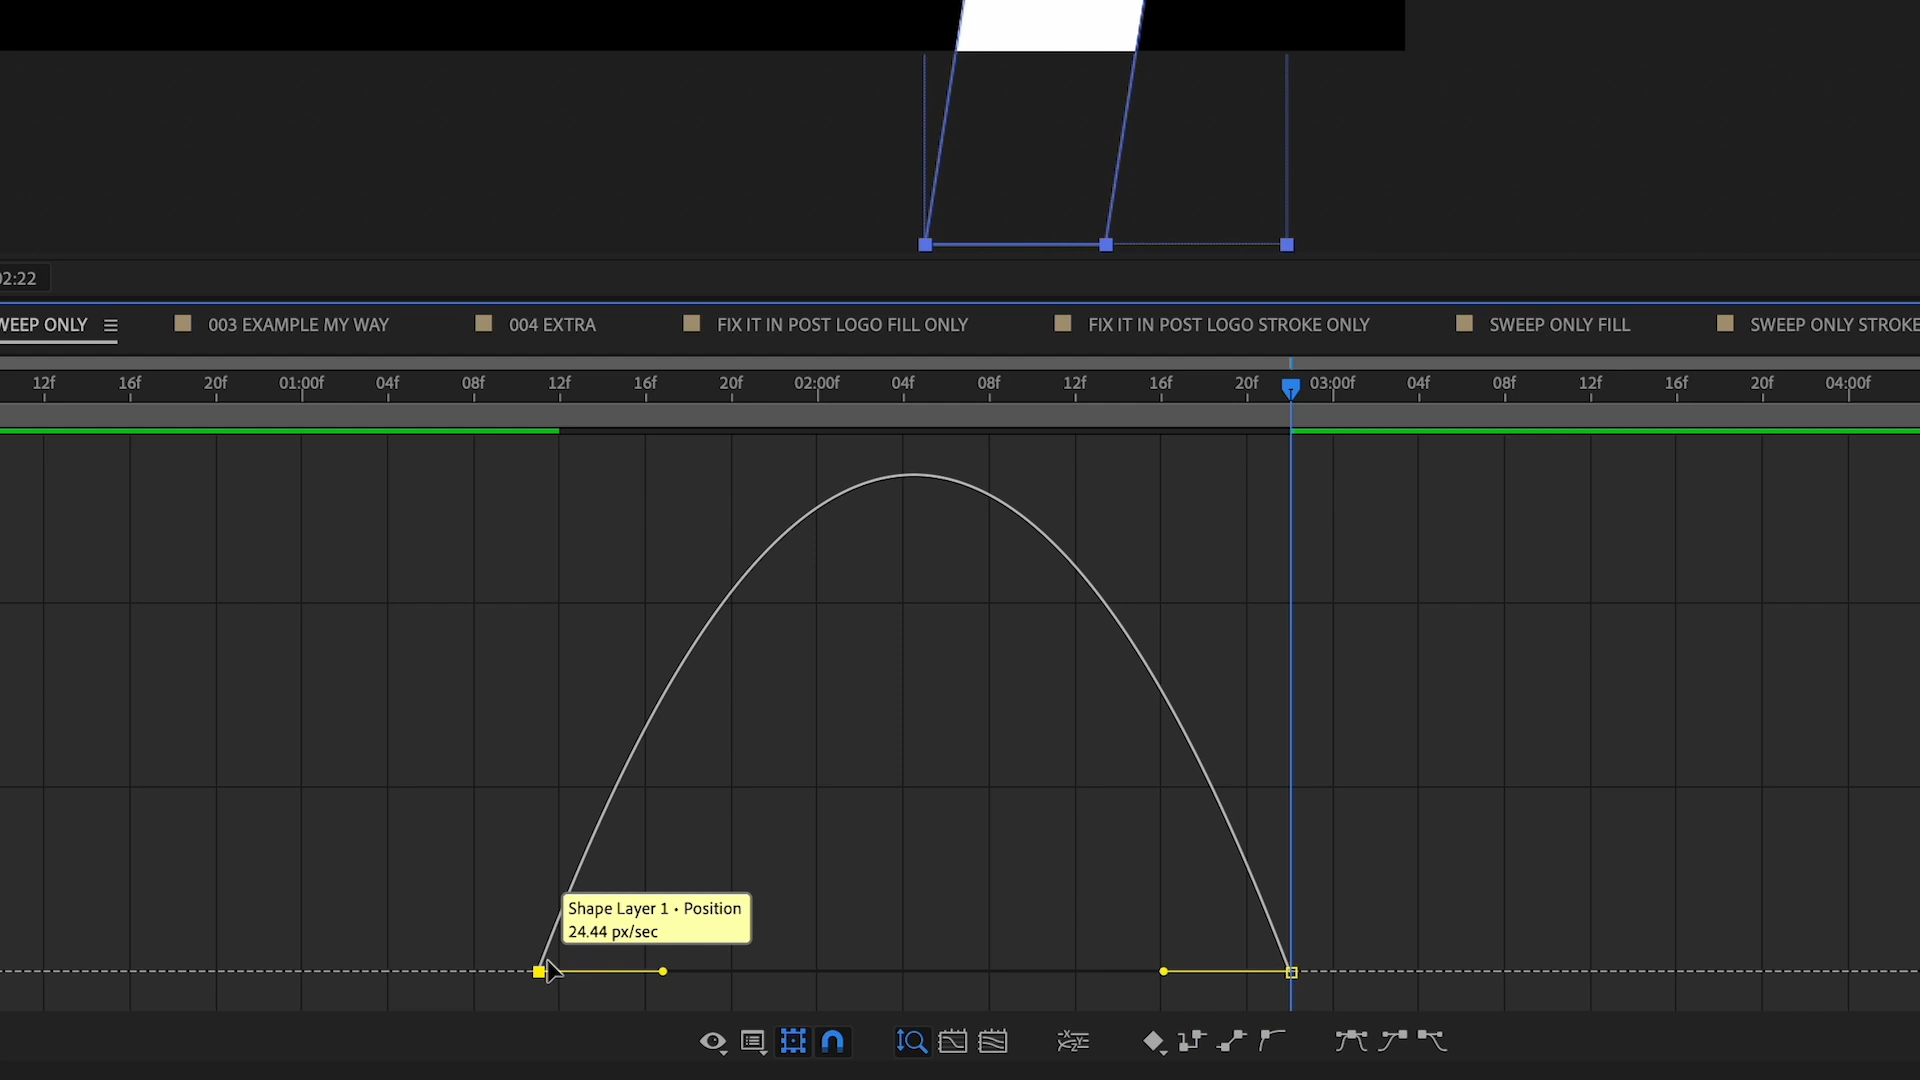 02:22
WEEP ONLY
003 EXAMPLE MY WAY
004 EXTRA
FIX IT IN POST LOGO FILL ONLY
FIX IT IN POST LOGO STROKE ONLY
SWEEP ONLY FILL
SWEEP ONLY STROKE
12f 16f 20f 01:00f 04f 08f 12f 16f 20f 02:00f 04f 08f 12f 16f 20f 03:00f 04f 08f 12f 16f 20f 04:00f
Shape Layer 1 • Position
24.44 px/sec